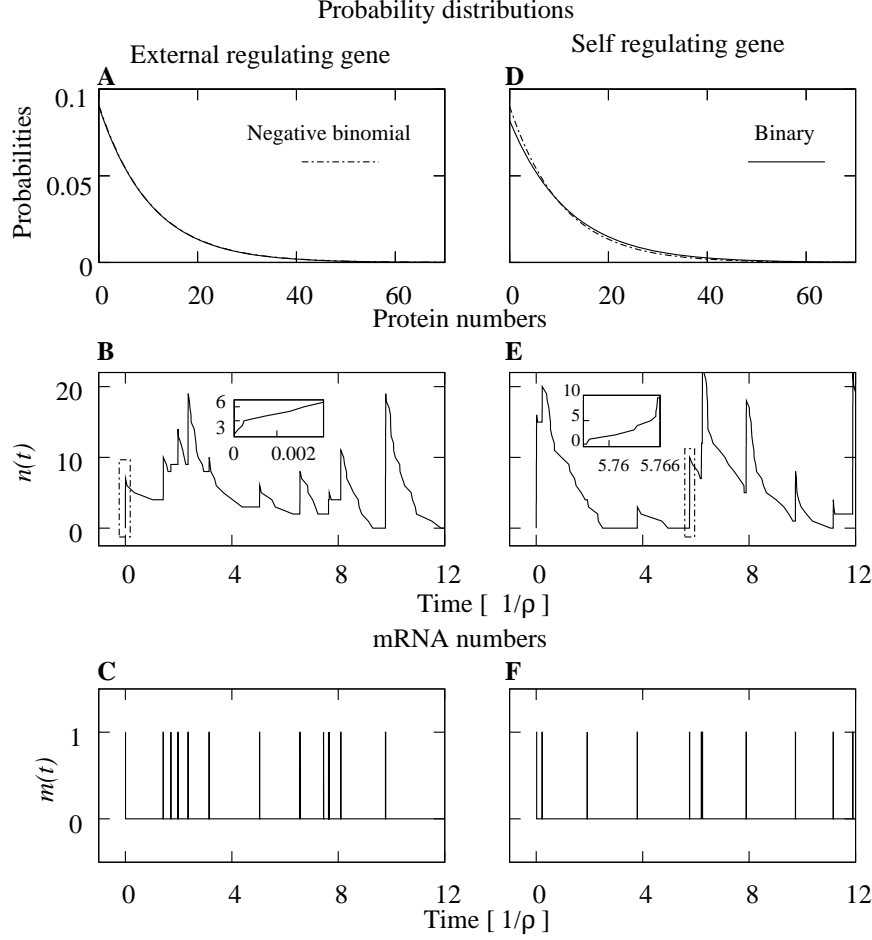 Probability distributions
External regulating gene
Self regulating gene
A
D
0.1
0.05
0
Probabilities
Negative binomial
Binary
0 20 40 60
0 20 40 60
Protein numbers
B
E
20
10
0
n(t)
6
3
0 0.002
10
5
0
5.76 5.766
0 4 8 12
0 4 8 12
Time [ 1/ρ ]
mRNA numbers
C
F
1
0
m(t)
0 4 8 12
0 4 8 12
Time [ 1/ρ ]